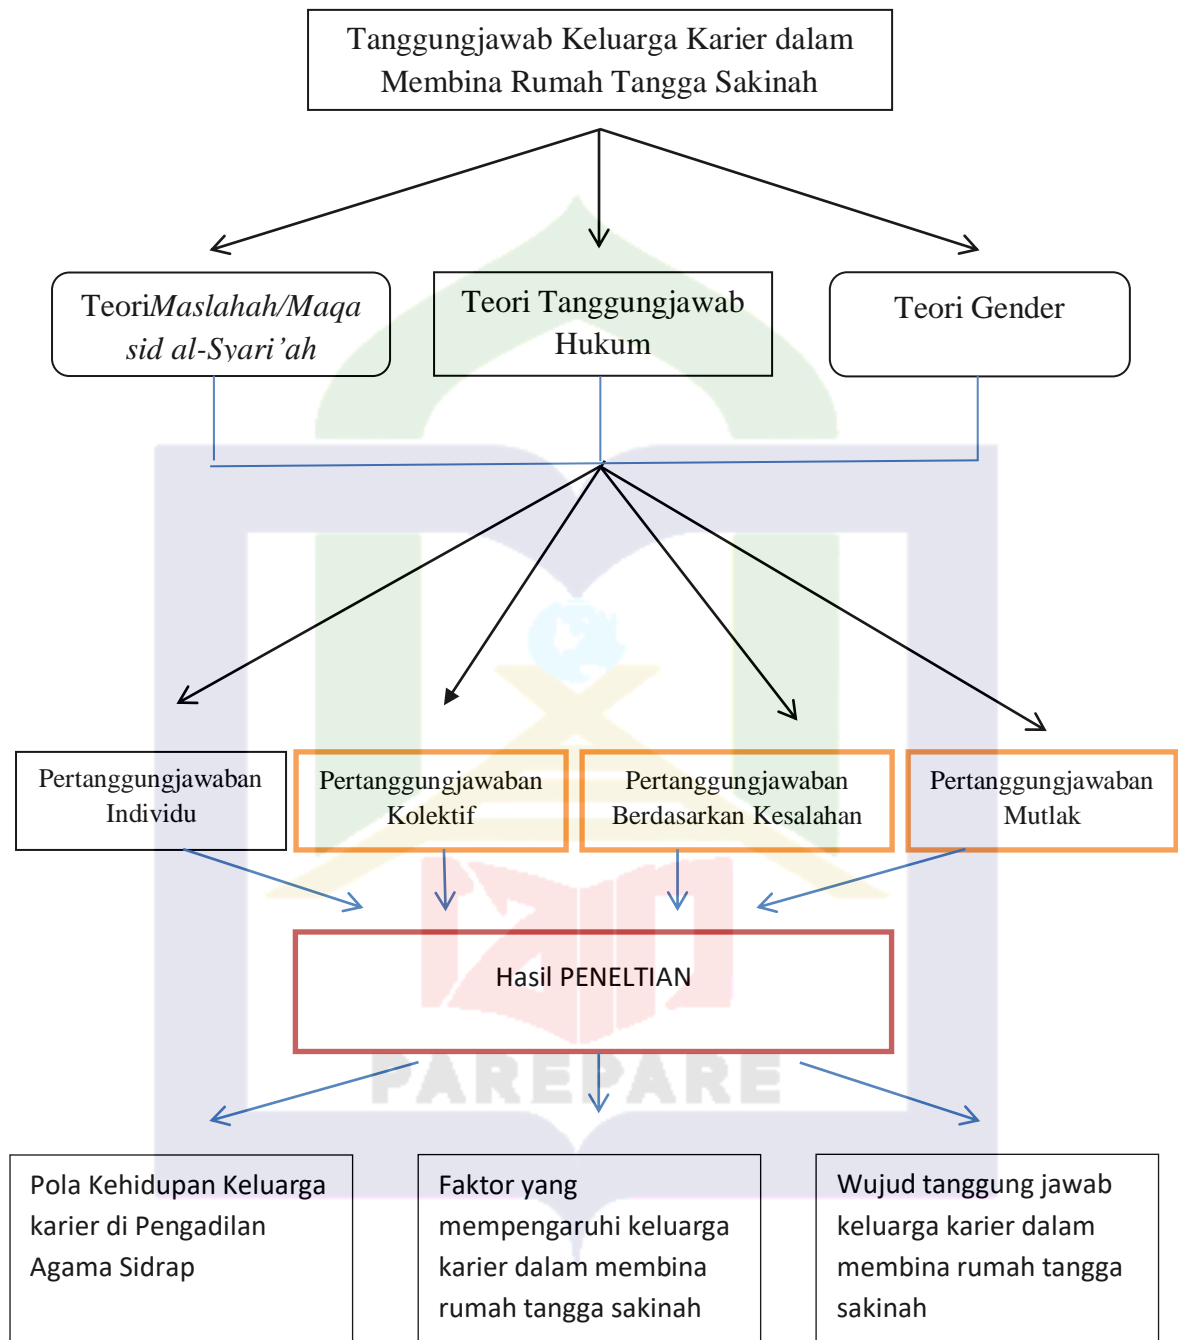 Tanggungjawab Keluarga Karier dalam
Membina Rumah Tangga Sakinah
Teori Maslahah/Maqa
sid al-Syari’ah
Teori Tanggungjawab
Hukum
Teori Gender
Pertanggungjawaban
Individu
Pertanggungjawaban
Kolektif
Pertanggungjawaban
Berdasarkan Kesalahan
Pertanggungjawaban
Mutlak
Hasil PENELTIAN
PAREPARE
Pola Kehidupan Keluarga
karier di Pengadilan
Agama Sidrap
Faktor yang
mempengaruhi keluarga
karier dalam membina
rumah tangga sakinah
Wujud tanggung jawab
keluarga karier dalam
membina rumah tangga
sakinah